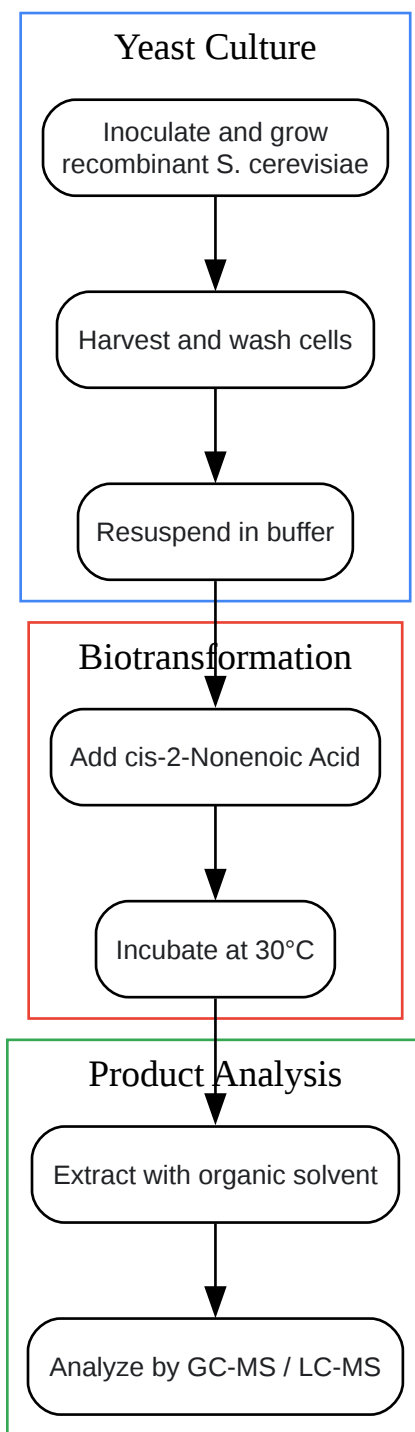 Yeast Culture
Inoculate and grow
recombinant S. cerevisiae
Harvest and wash cells
Resuspend in buffer
Biotransformation
Add cis-2-Nonenoic Acid
Incubate at 30°C
Product Analysis
Extract with organic solvent
Analyze by GC-MS / LC-MS